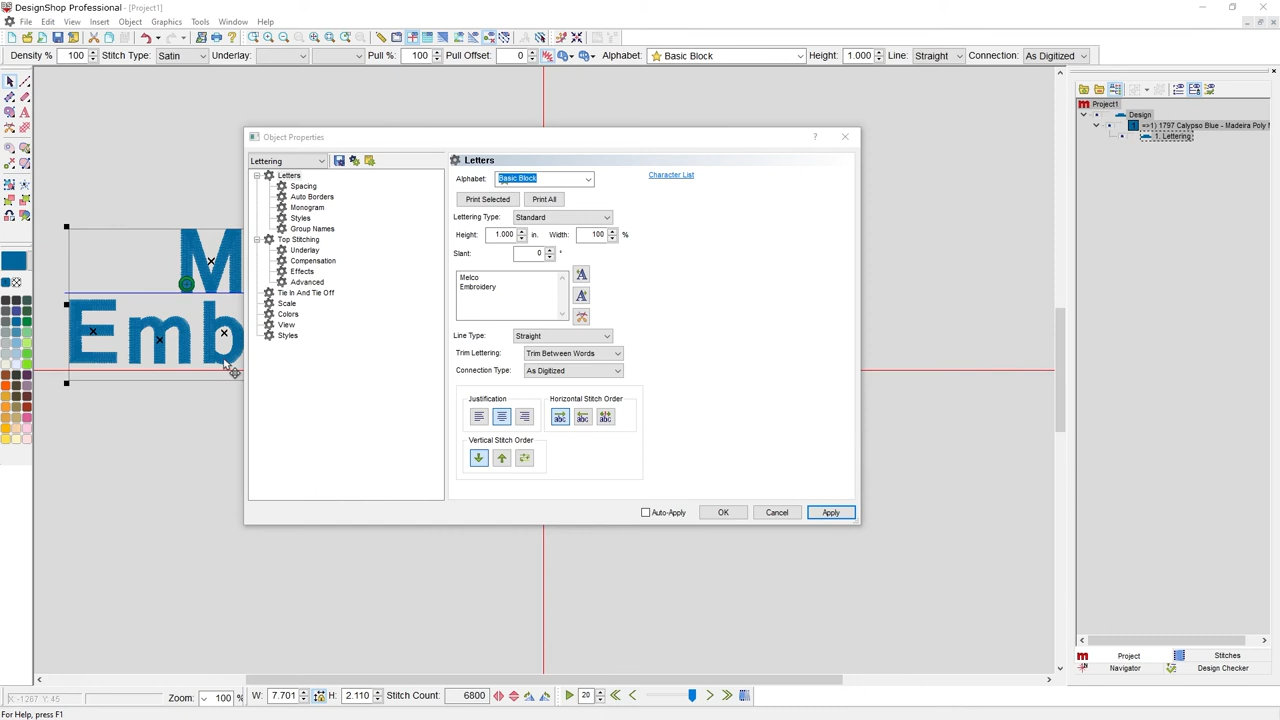 DesignShop Professional - [Project1]
File Edit View Insert Object Graphics Tools Window Help
Density % 100 Stitch Type: Satin Underlay: Pull % 100 Pull Offset: 0 Alphabet: Basic Block Height: 1.000 Line: Straight Connection: As Digitized
M
Emb
Object Properties
Lettering
Letters
Spacing
Auto Borders
Monogram
Styles
Group Names
Top Stitching
Underlay
Compensation
Effects
Advanced
Tie In And Tie Off
Scale
Colors
View
Styles
Letters
Alphabet: Basic Block Character List
Print Selected Print All
Lettering Type: Standard
Height: 1.000 in. Width: 100 %
Slant: 0 °
Melco
Embroidery
Line Type: Straight
Trim Lettering: Trim Between Words
Connection Type: As Digitized
Justification Horizontal Stitch Order
abc abc abc
Vertical Stitch Order
Auto-Apply OK Cancel Apply
Project1
Design
=>1) 1797 Calypso Blue - Madeira Poly N
1. Lettering
Project Stitches
Navigator Design Checker
X:-1287 Y:45 Zoom: 100 % W: 7.701 H: 2.110 Stitch Count: 6800 20
For Help, press F1